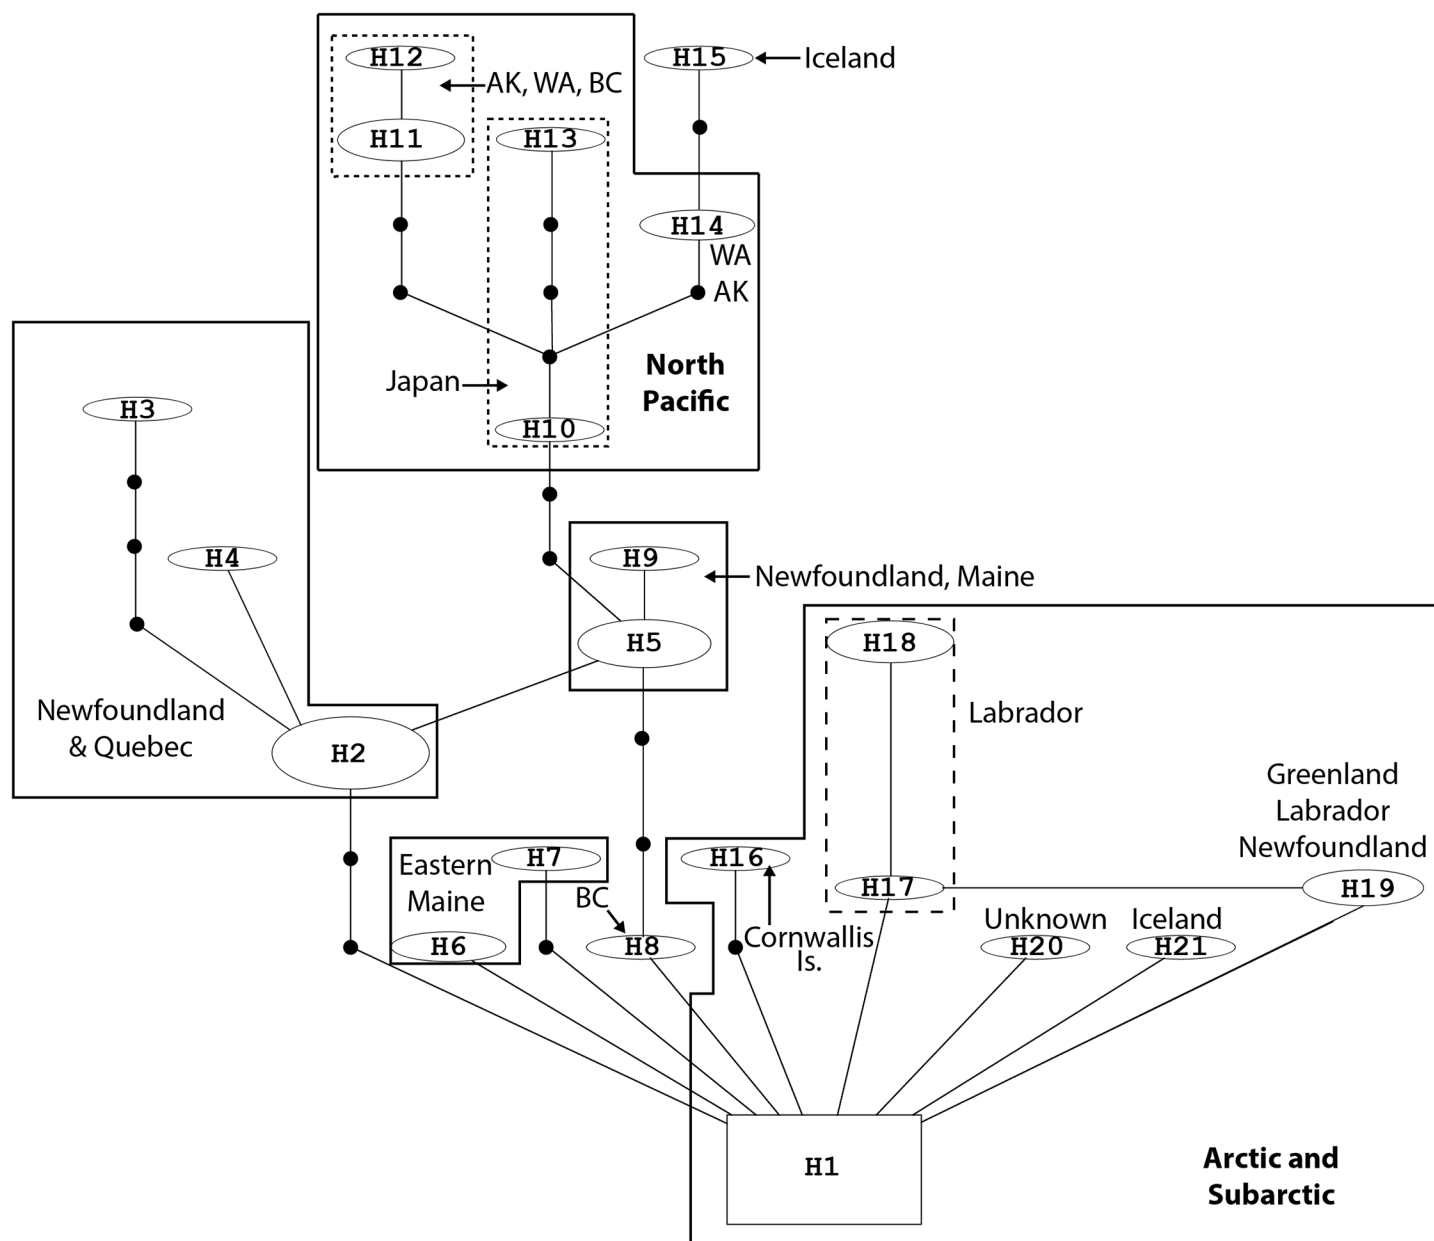 H12
H15
Iceland
AK, WA, BC
H11
H13
H14
WA
AK
North
Pacific
Japan
H10
H3
H4
H9
Newfoundland, Maine
H5
H18
Newfoundland
& Quebec
H2
Labrador
Greenland
Labrador
Newfoundland
Eastern
Maine
H7
BC
H16
H17
H19
H6
H8
Cornwallis
Is.
Unknown
H20
Iceland
H21
H1
Arctic and
Subarctic